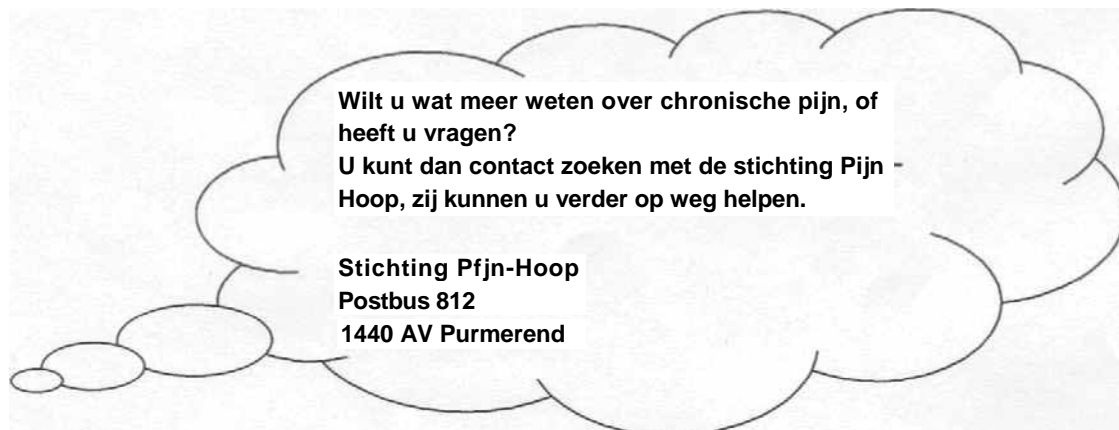 Wilt u wat meer weten over chronische pijn, of
heeft u vragen?
U kunt dan contact zoeken met de stichting Pijn
Hoop, zij kunnen u verder op weg helpen.
Stichting Pfjn-Hoop
Postbus 812
1440 AV Purmerend